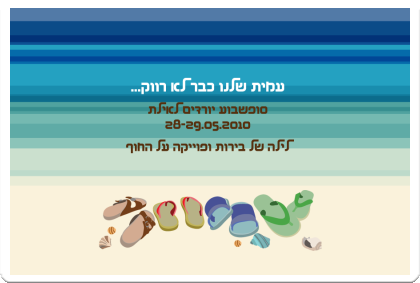 עמית שלנו כבר לא רווק...
סופשבוע יורדים לאילת
28-29.05.2010
לילה של בירות ופוייקה על החוף